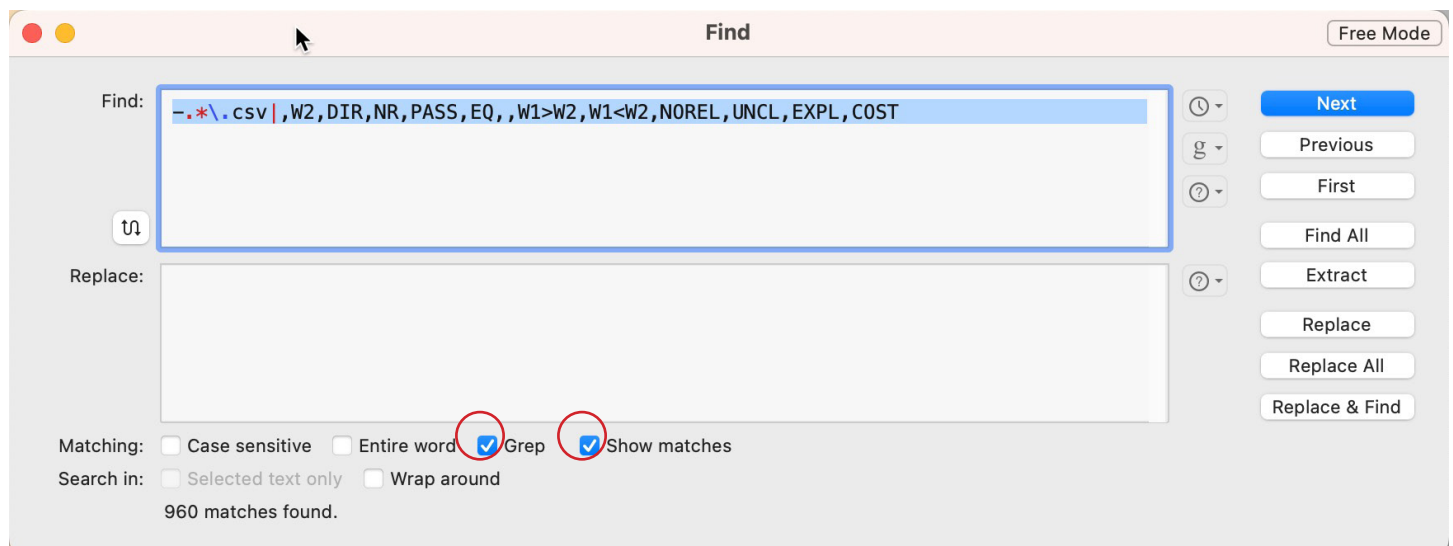 Find
Free Mode
Find:
-.*\.csv|,W2,DIR,NR,PASS,EQ,,W1>W2,W1<W2,NOREL,UNCL,EXPL,COST
g
?
Next
Previous
First
Find All
Extract
Replace:
?
Replace
Replace All
Replace & Find
Matching: Case sensitive Entire word Grep Show matches
Search in: Selected text only Wrap around
960 matches found.